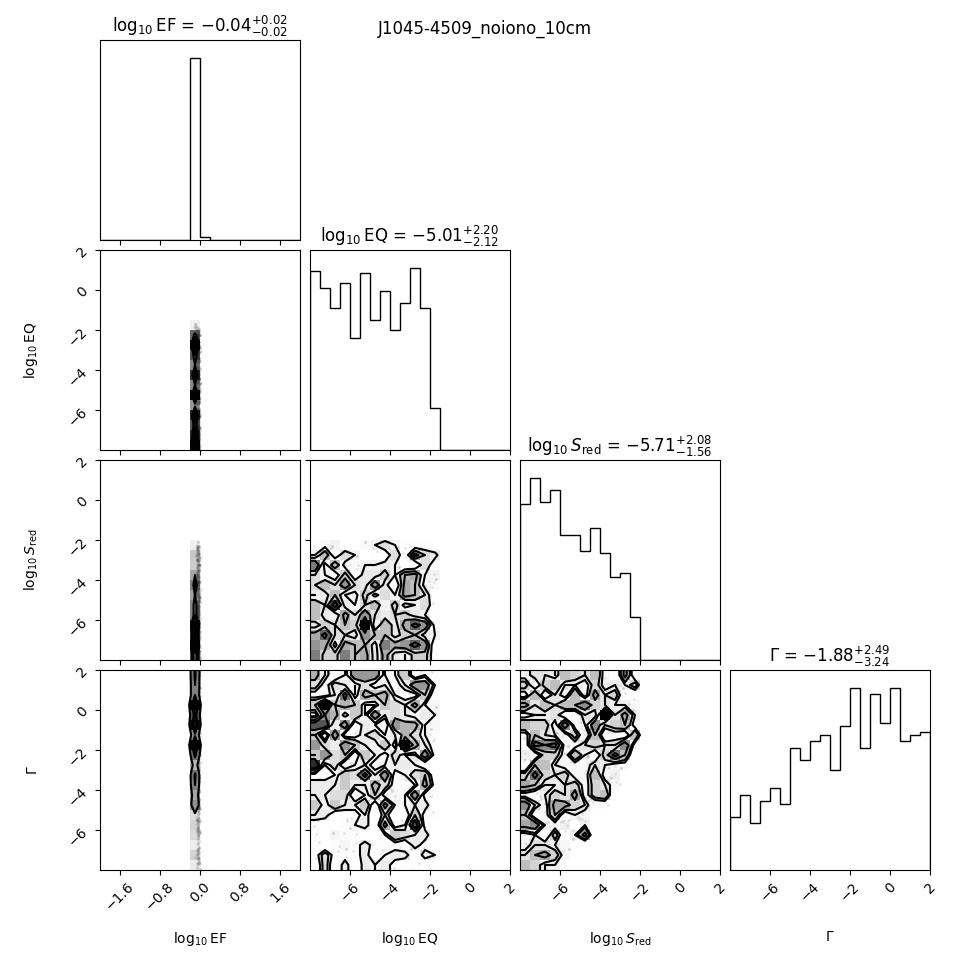 log₁₀ EF = −0.04 +0.02 −0.02
J1045-4509_noiono_10cm
log₁₀ EQ = −5.01 +2.20 −2.12
log₁₀ EQ
2
0
−2
−4
−6
log₁₀ S_red = −5.71 +2.08 −1.56
log₁₀ S_red
2
0
−2
−4
−6
Γ = −1.88 +2.49 −3.24
Γ
2
0
−2
−4
−6
−1.6 −0.8 0.0 0.8 1.6
−6 −4 −2 0 2
−6 −4 −2 0 2
−6 −4 −2 0 2
log₁₀ EF
log₁₀ EQ
log₁₀ S_red
Γ